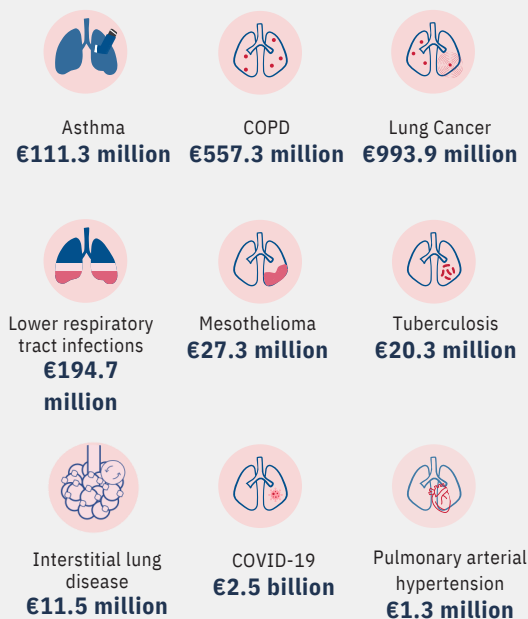 Asthma
€111.3 million
COPD
€557.3 million
Lung Cancer
€993.9 million
Lower respiratory
tract infections
€194.7
million
Mesothelioma
€27.3 million
Tuberculosis
€20.3 million
Interstitial lung
disease
€11.5 million
COVID-19
€2.5 billion
Pulmonary arterial
hypertension
€1.3 million